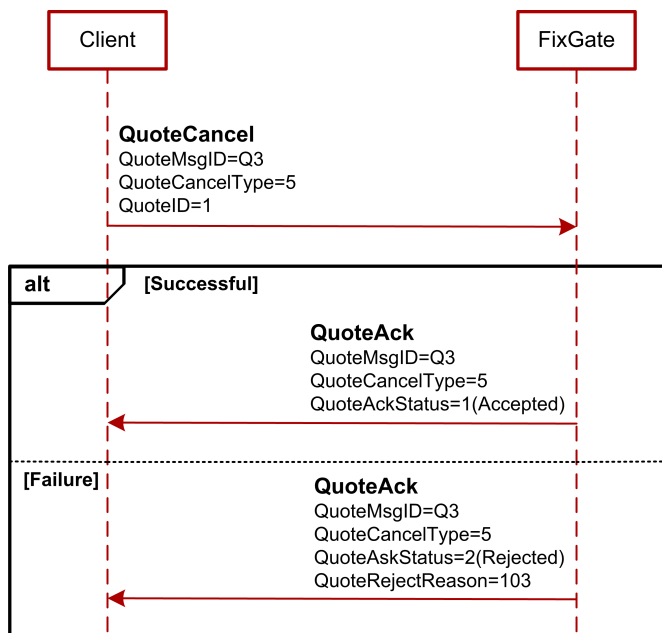 Client
FixGate
QuoteCancel
QuoteMsgID=Q3
QuoteCancelType=5
QuoteID=1
alt
[Successful]
QuoteAck
QuoteMsgID=Q3
QuoteCancelType=5
QuoteAckStatus=1(Accepted)
[Failure]
QuoteAck
QuoteMsgID=Q3
QuoteCancelType=5
QuoteAskStatus=2(Rejected)
QuoteRejectReason=103